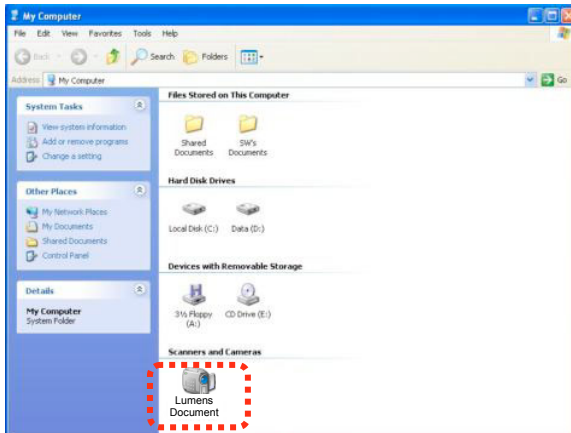 My Computer
File Edit View Favorites Tools Help
Back Search Folders
Address My Computer Go
System Tasks
View system information
Add or remove programs
Change a setting
Other Places
My Network Places
My Documents
Shared Documents
Control Panel
Details
My Computer
System Folder
Files Stored on This Computer
Shared Documents
SW's Documents
Hard Disk Drives
Local Disk (C:) Data (D:)
Devices with Removable Storage
3½ Floppy (A:)
CD Drive (E:)
Scanners and Cameras
Lumens
Document